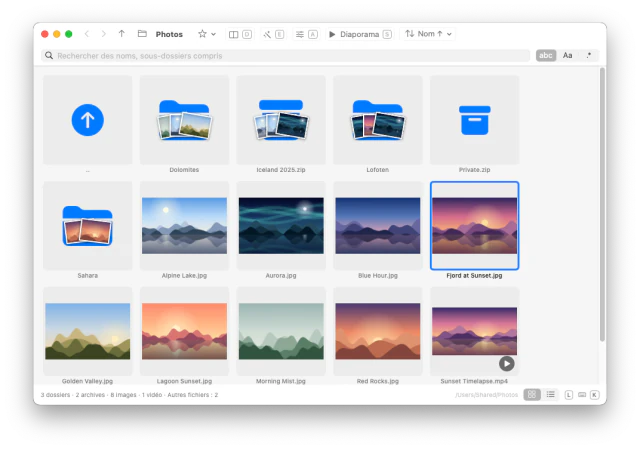 Photos
D
E
A
Diaporama S
Nom
Rechercher des noms, sous-dossiers compris
abc Aa .*
.. Dolomites Iceland 2025.zip Lofoten Private.zip
Sahara Alpine Lake.jpg Aurora.jpg Blue Hour.jpg Fjord at Sunset.jpg
Golden Valley.jpg Lagoon Sunset.jpg Morning Mist.jpg Red Rocks.jpg Sunset Timelapse.mp4
3 dossiers · 2 archives · 8 images · 1 vidéo · Autres fichiers : 2
/Users/Shared/Photos
L K